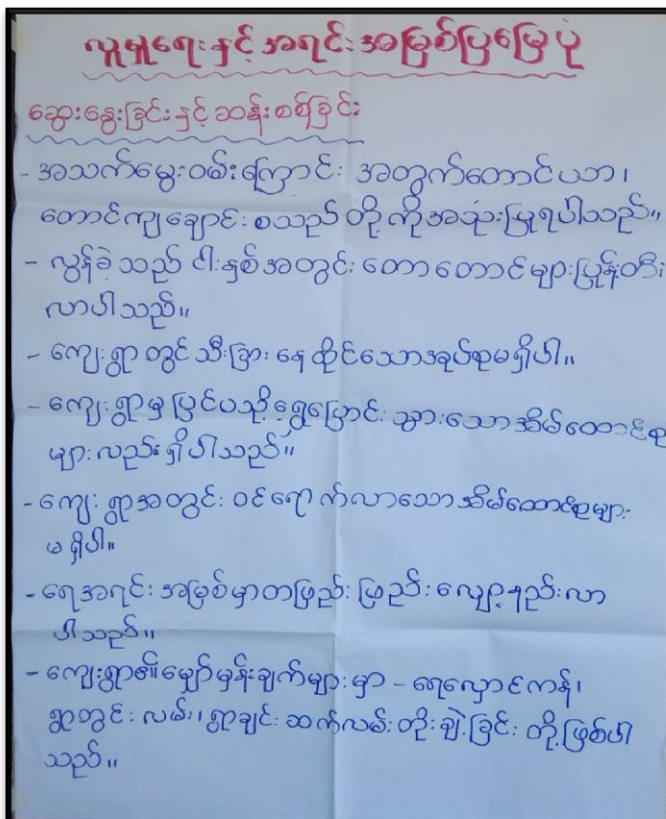 လူမှုရေးနှင့် အရင်းအမြစ်ပြမြေပုံ
ဆွေးနွေးခြင်းနှင့် ဆန်းစစ်ခြင်း
- အသက်မွေးဝမ်းကြောင်း အတွက်တောင်ယာ၊
တောင်ကျချောင်း စသည်တို့ကိုအသုံးပြုရပါသည်။
- လွန်ခဲ့သည် ငါးနှစ်အတွင်း တောတောင်များပြုန်းတီး
လာပါသည်။
- ကျေးရွာတွင် သီးခြားနေထိုင်သောအုပ်စုမရှိပါ။
- ကျေးရွာမှ ပြင်ပသို့ရွှေ့ပြောင်းသွားသောအိမ်ထောင်စု
များလည်းရှိပါသည်။
- ကျေးရွာအတွင်း ဝင်ရောက်လာသောအိမ်ထောင်စုများ
မရှိပါ။
- ရေအရင်းအမြစ်မှာတဖြည်းဖြည်းလျော့နည်းလာ
ပါသည်။
- ကျေးရွာ၏မျှော်မှန်းချက်များမှာ - ရေလှောင်ကန်၊
ရွာတွင်းလမ်း၊ ရွာချင်းဆက်လမ်းတိုးချဲ့ခြင်းတို့ဖြစ်ပါ
သည်။